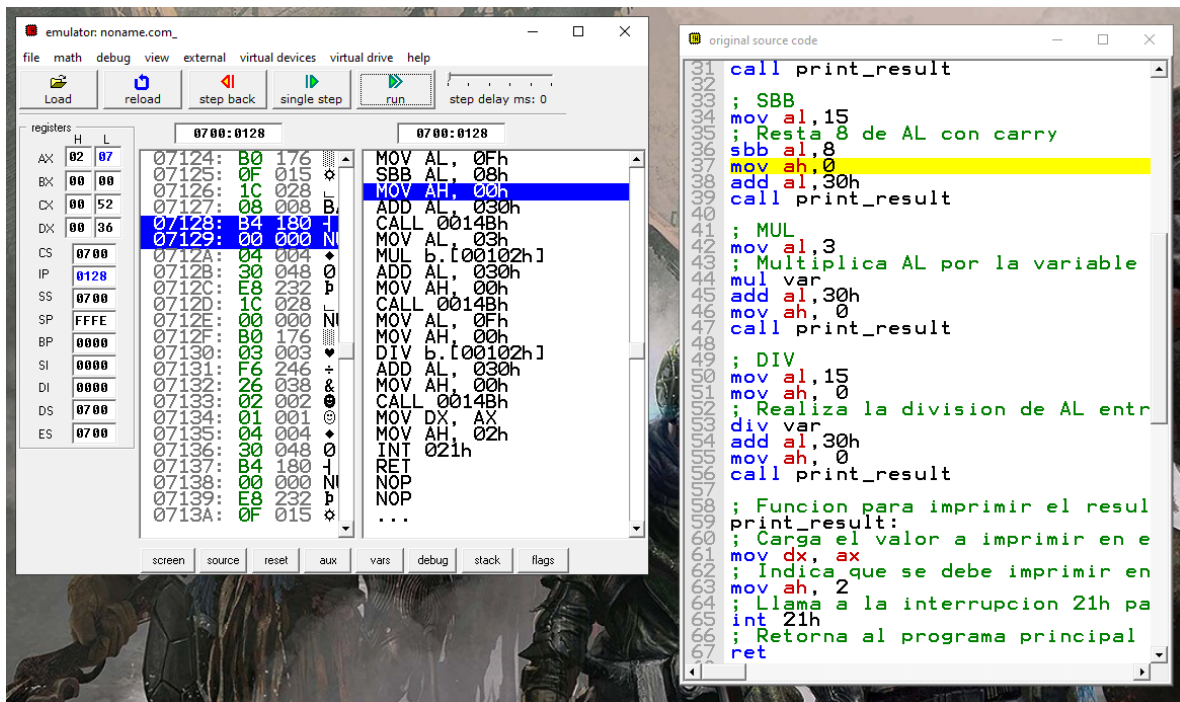 emulator: noname.com_
file math debug view external virtual devices virtual drive help
Load reload step back single step run step delay ms: 0
registers
H L
AX 02 07
BX 00 00
CX 00 52
DX 00 36
CS 0700
IP 0128
SS 0700
SP FFFE
BP 0000
SI 0000
DI 0000
DS 0700
ES 0700
0700:0128
07124: B0 176 ▒
07125: 0F 015 ☼
07126: 1C 028 ∟
07127: 08 008 BA
07128: B4 180 ┤
07129: 00 000 NU
0712A: 04 004 ♦
0712B: 30 048 0
0712C: E8 232 Þ
0712D: 1C 028 ∟
0712E: 00 000 NU
0712F: B0 176 ▒
07130: 03 003 ♥
07131: F6 246 ÷
07132: 26 038 &
07133: 02 002 ☻
07134: 01 001 ☺
07135: 04 004 ♦
07136: 30 048 0
07137: B4 180 ┤
07138: 00 000 NU
07139: E8 232 Þ
0713A: 0F 015 ☼
0700:0128
MOV AL, 0Fh
SBB AL, 08h
MOV AH, 00h
ADD AL, 030h
CALL 0014Bh
MOV AL, 03h
MUL b.[00102h]
ADD AL, 030h
MOV AH, 00h
CALL 0014Bh
MOV AL, 0Fh
MOV AH, 00h
DIV b.[00102h]
ADD AL, 030h
MOV AH, 00h
CALL 0014Bh
MOV DX, AX
MOV AH, 02h
INT 021h
RET
NOP
NOP
...
screen source reset aux vars debug stack flags
original source code
31 call print_result
32
33 ; SBB
34 mov al,15
35 ; Resta 8 de AL con carry
36 sbb al,8
37 mov ah,0
38 add al,30h
39 call print_result
40
41 ; MUL
42 mov al,3
43 ; Multiplica AL por la variable
44 mul var
45 add al,30h
46 mov ah, 0
47 call print_result
48
49 ; DIV
50 mov al,15
51 mov ah, 0
52 ; Realiza la division de AL entr
53 div var
54 add al,30h
55 mov ah, 0
56 call print_result
57
58 ; Funcion para imprimir el resul
59 print_result:
60 ; Carga el valor a imprimir en e
61 mov dx, ax
62 ; Indica que se debe imprimir en
63 mov ah, 2
64 ; Llama a la interrupcion 21h pa
65 int 21h
66 ; Retorna al programa principal
67 ret